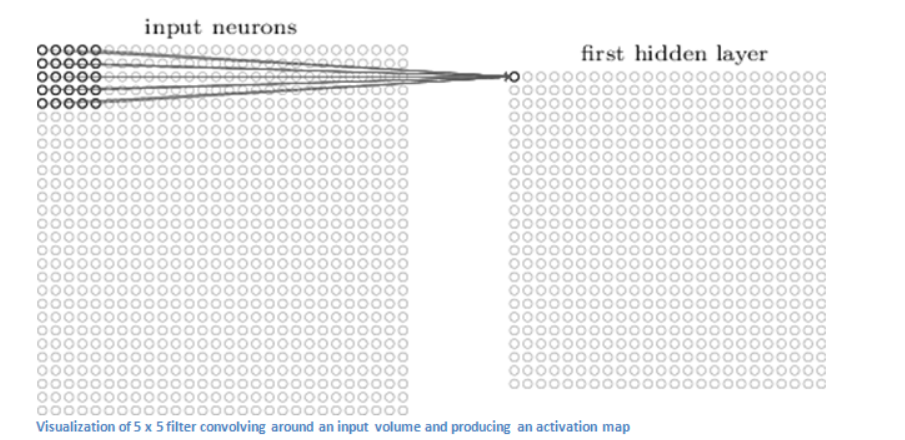 input neurons
first hidden layer
Visualization of 5 x 5 filter convolving around an input volume and producing an activation map